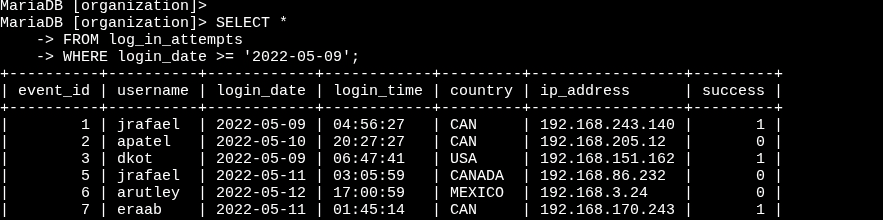 MariaDB [organization]>
MariaDB [organization]> SELECT *
    -> FROM log_in_attempts
    -> WHERE login_date >= '2022-05-09';
+----------+----------+------------+------------+---------+-----------------+---------+
| event_id | username | login_date | login_time | country | ip_address      | success |
+----------+----------+------------+------------+---------+-----------------+---------+
|        1 | jrafael  | 2022-05-09 | 04:56:27   | CAN     | 192.168.243.140 |       1 |
|        2 | apatel   | 2022-05-10 | 20:27:27   | CAN     | 192.168.205.12  |       0 |
|        3 | dkot     | 2022-05-09 | 06:47:41   | USA     | 192.168.151.162 |       1 |
|        5 | jrafael  | 2022-05-11 | 03:05:59   | CANADA  | 192.168.86.232  |       0 |
|        6 | arutley  | 2022-05-12 | 17:00:59   | MEXICO  | 192.168.3.24    |       0 |
|        7 | eraab    | 2022-05-11 | 01:45:14   | CAN     | 192.168.170.243 |       1 |